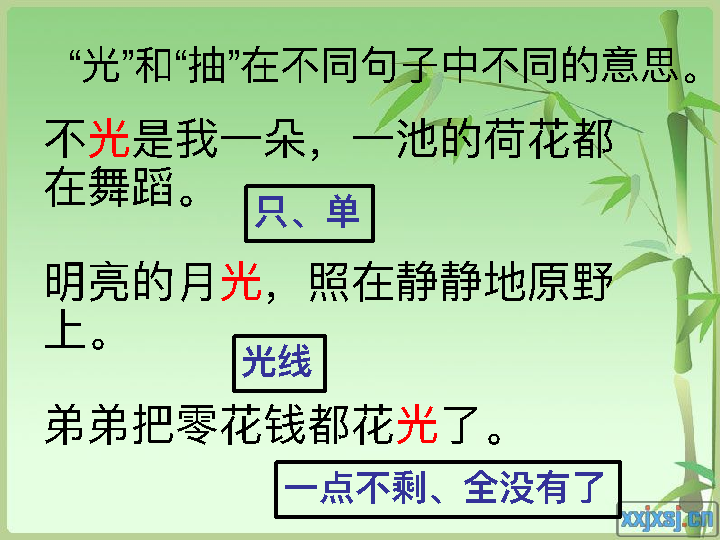 “光”和“抽”在不同句子中不同的意思。
不光是我一朵，一池的荷花都
在舞蹈。
只、单
明亮的月光，照在静静地原野
上。
光线
弟弟把零花钱都花光了。
一点不剩、全没有了
xxjxsj.cn